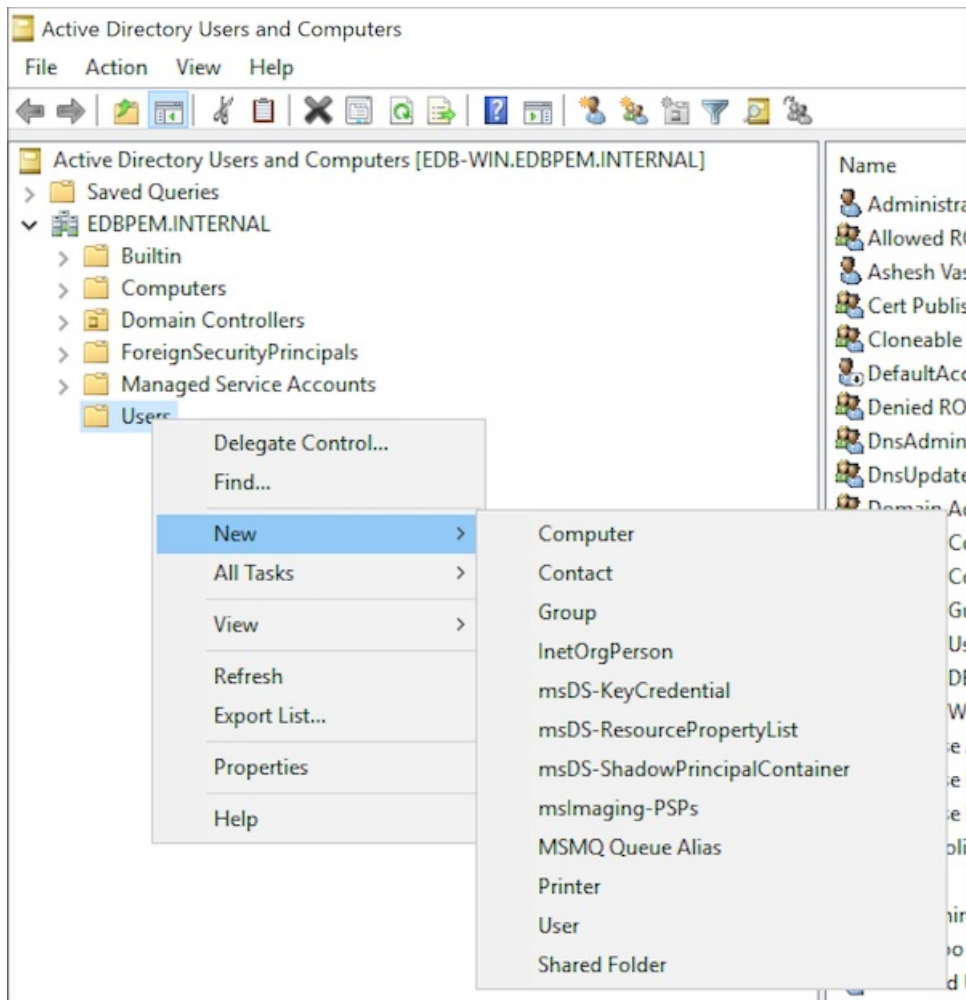 Active Directory Users and Computers
File Action View Help
Active Directory Users and Computers [EDB-WIN.EDBPEM.INTERNAL]
Saved Queries
EDBPEM.INTERNAL
Builtin
Computers
Domain Controllers
ForeignSecurityPrincipals
Managed Service Accounts
Users
Delegate Control...
Find...
New
All Tasks
View
Refresh
Export List...
Properties
Help
Computer
Contact
Group
InetOrgPerson
msDS-KeyCredential
msDS-ResourcePropertyList
msDS-ShadowPrincipalContainer
msImaging-PSPs
MSMQ Queue Alias
Printer
User
Shared Folder
Name
Administra
Allowed RO
Ashesh Vas
Cert Publis
Cloneable
DefaultAcc
Denied RO
DnsAdmin
DnsUpdate
Domain Ad